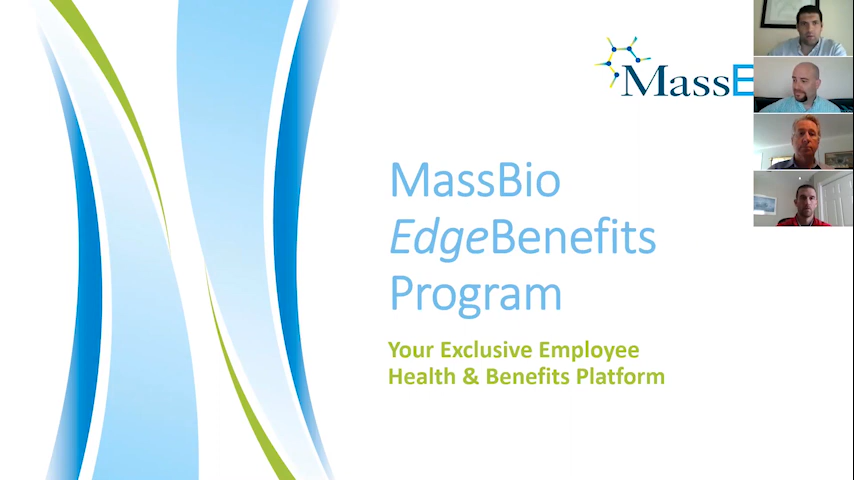 MassB
MassBio
EdgeBenefits
Program
Your Exclusive Employee
Health & Benefits Platform